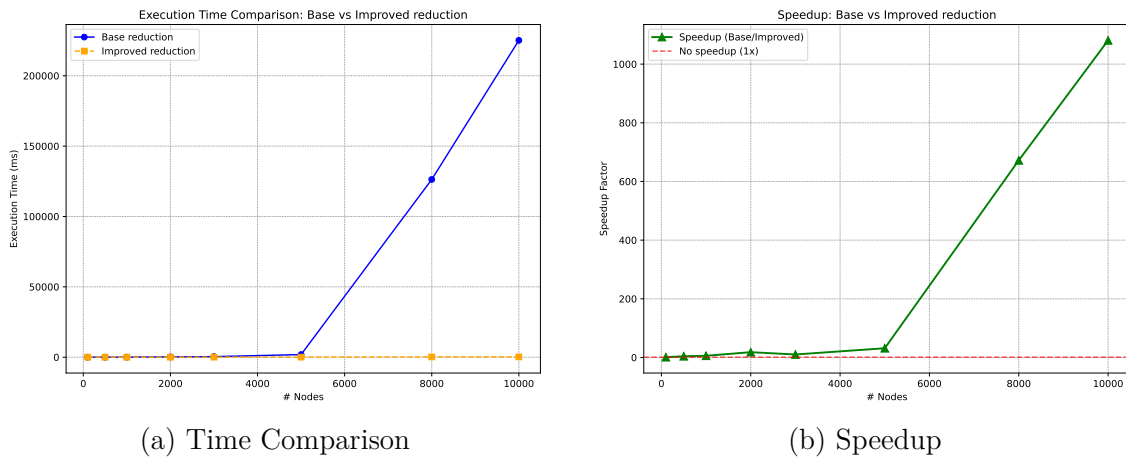 Execution Time Comparison: Base vs Improved reduction
Base reduction
Improved reduction
200000
150000
100000
50000
0
Execution Time (ms)
0 2000 4000 6000 8000 10000
# Nodes
(a) Time Comparison
Speedup: Base vs Improved reduction
Speedup (Base/Improved)
No speedup (1x)
1000
800
600
400
200
0
Speedup Factor
0 2000 4000 6000 8000 10000
# Nodes
(b) Speedup